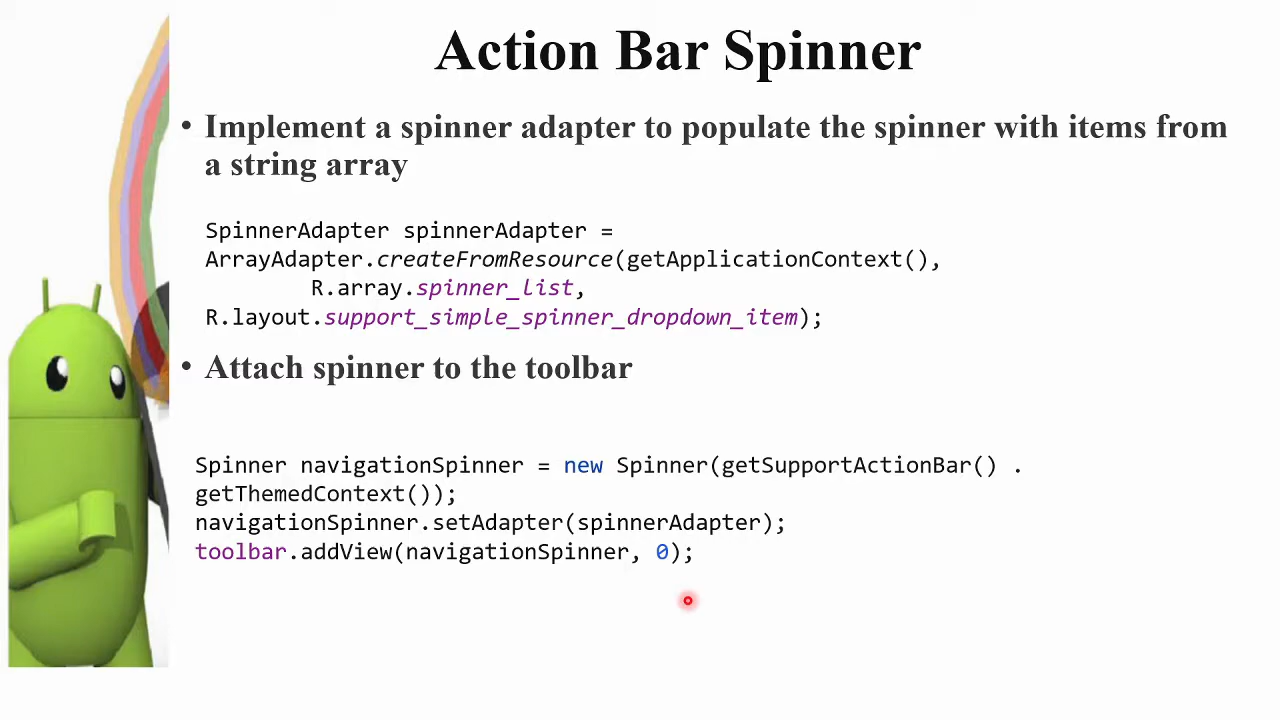 Action Bar Spinner
• Implement a spinner adapter to populate the spinner with items from
a string array
SpinnerAdapter spinnerAdapter =
ArrayAdapter.createFromResource(getApplicationContext(),
        R.array.spinner_list,
R.layout.support_simple_spinner_dropdown_item);
• Attach spinner to the toolbar
Spinner navigationSpinner = new Spinner(getSupportActionBar() .
getThemedContext());
navigationSpinner.setAdapter(spinnerAdapter);
toolbar.addView(navigationSpinner, 0);